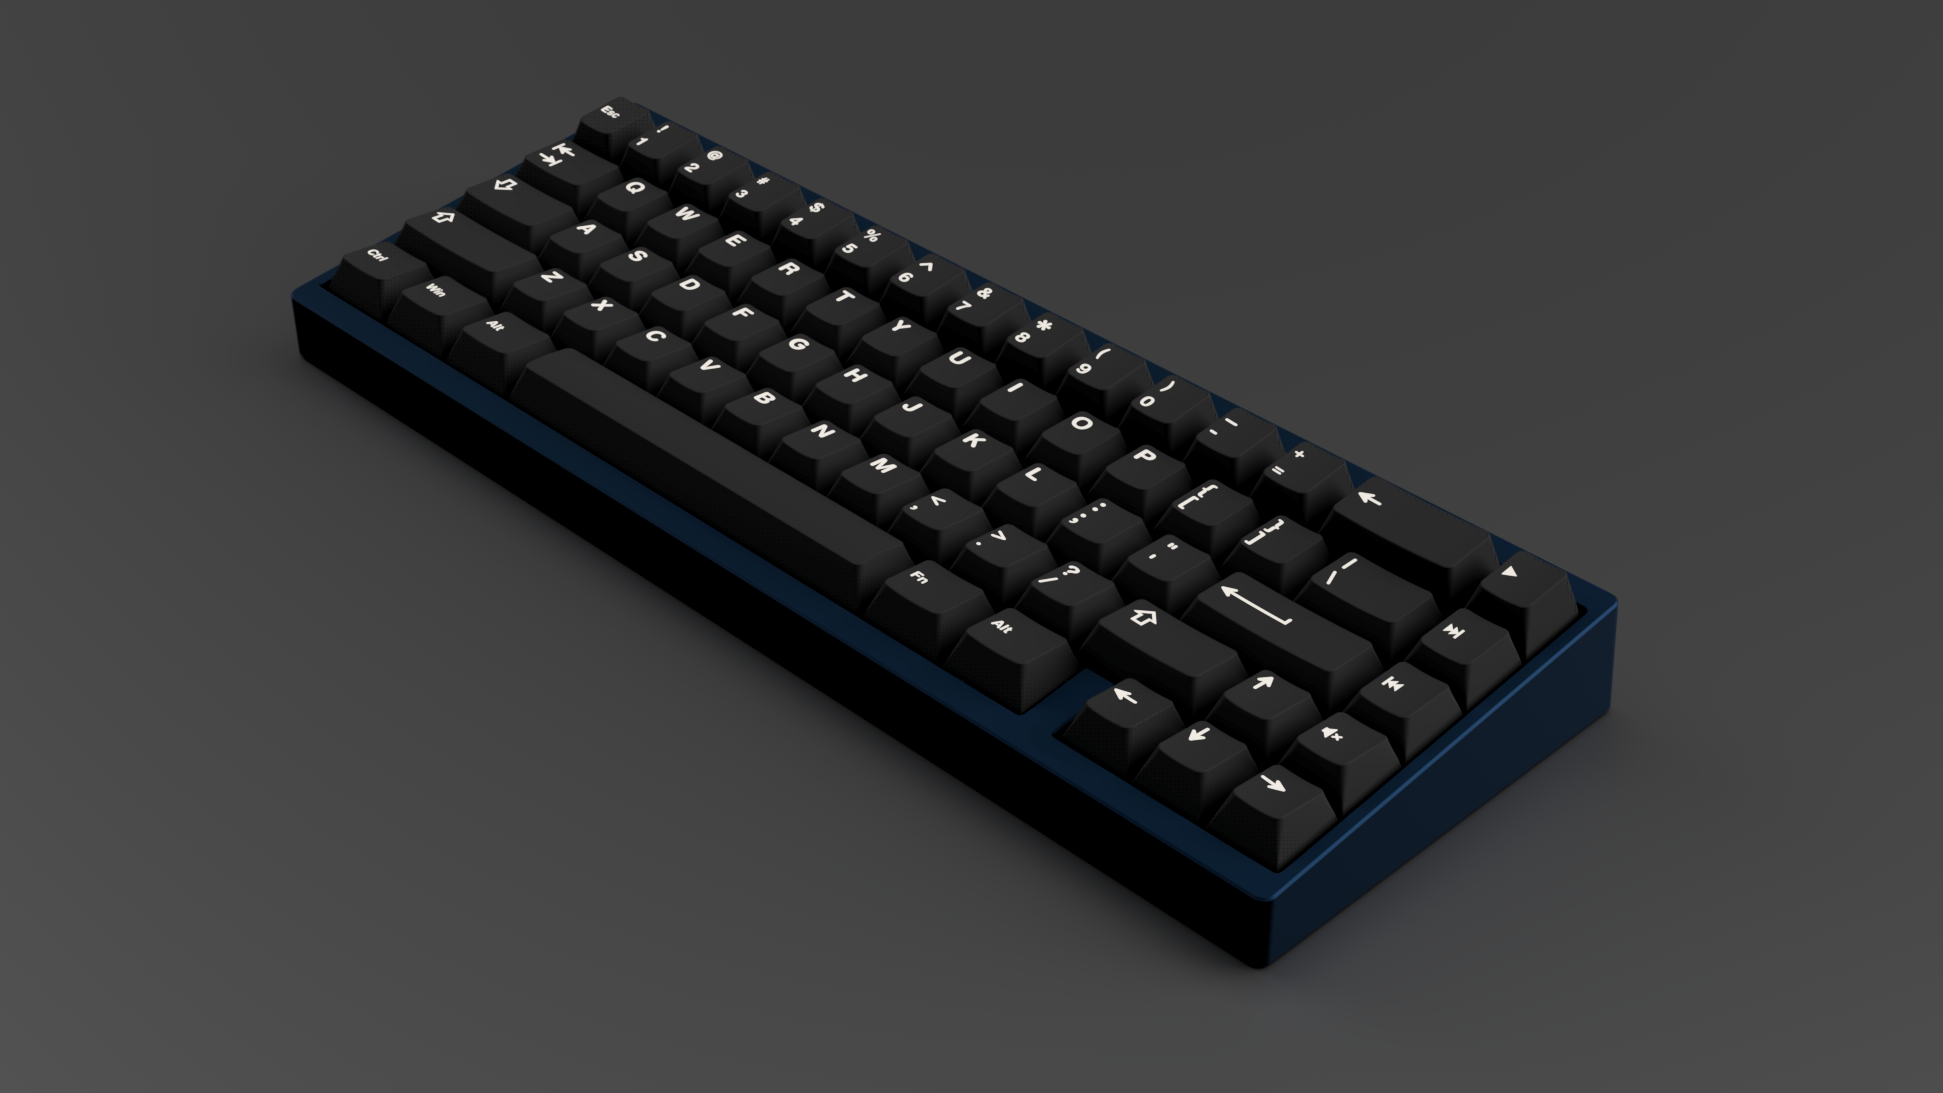 Esc 1 ! 2 @ 3 # 4 $ 5 % 6 ^ 7 & 8 * 9 ( 0 ) - _ = +
Q W E R T Y U I O P [ { ] } \ |
A S D F G H J K L ; : ' "
Z X C V B N M , < . > / ?
Ctrl Win Alt Fn Alt